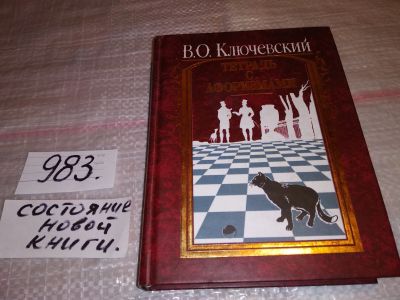 В.О. Ключевский
ТЕТРАДЬ
С
АФОРИЗМАМИ
983.
состояние
новой
книги.